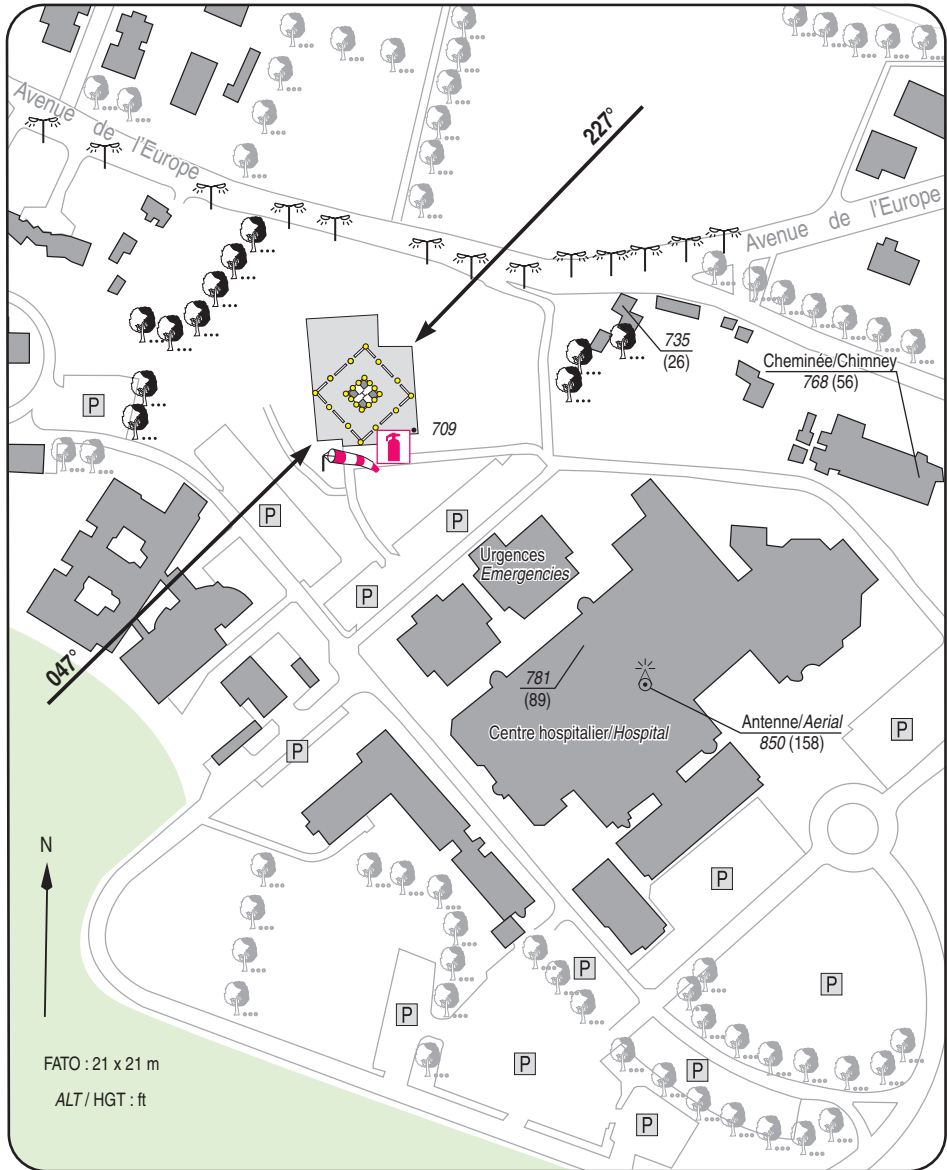 Avenue de l'Europe
227°
Avenue de l'Europe
735
(26)
Cheminée/Chimney
768 (56)
P
709
P
P
Urgences
Emergencies
P
047°
781
(89)
Antenne/Aerial
850 (158)
Centre hospitalier/Hospital
P
P
N
P
P
P
P
FATO : 21 x 21 m
P
P
ALT / HGT : ft
P